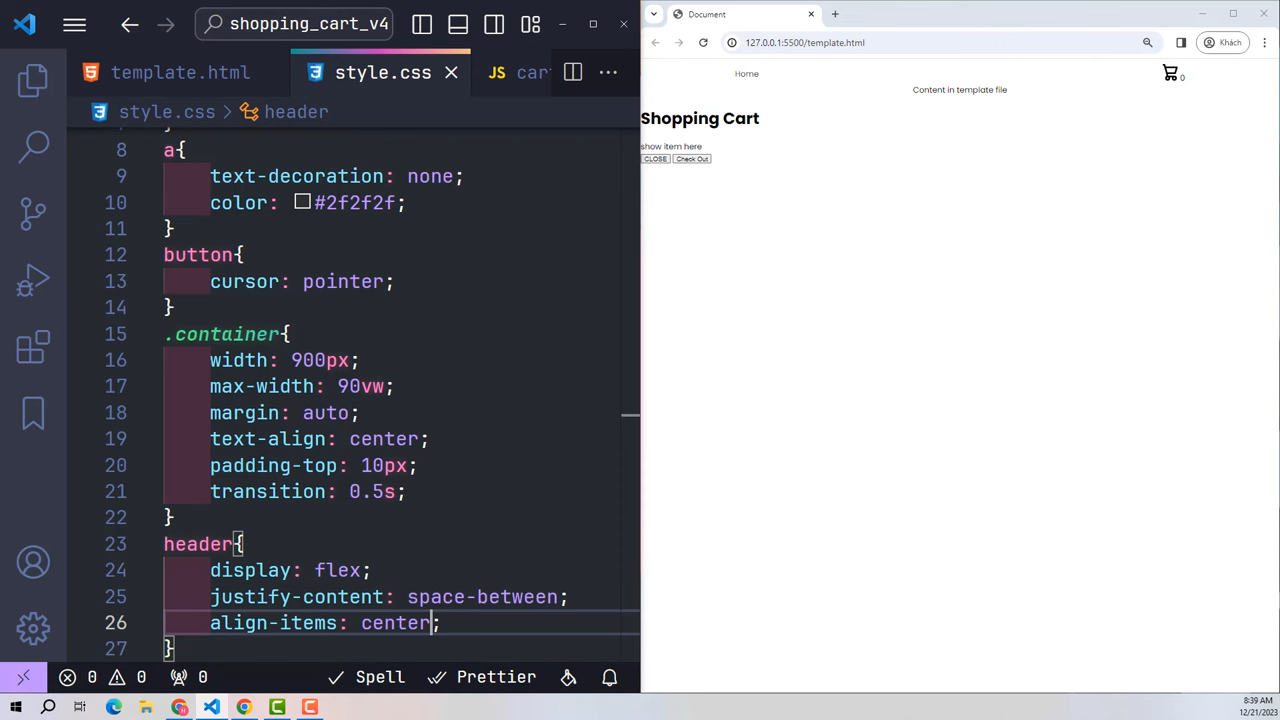 shopping_cart_v4
template.html
style.css
JS car
style.css > header
8 a{
9 text-decoration: none;
10 color: #2f2f2f;
11 }
12 button{
13 cursor: pointer;
14 }
15 .container{
16 width: 900px;
17 max-width: 90vw;
18 margin: auto;
19 text-align: center;
20 padding-top: 10px;
21 transition: 0.5s;
22 }
23 header{
24 display: flex;
25 justify-content: space-between;
26 align-items: center;
27 }
0 0 0 Spell Prettier
Document
127.0.0.1:5500/template.html
Khách
Home
0
Content in template file
Shopping Cart
show item here
CLOSE Check Out
8:39 AM
12/21/2023